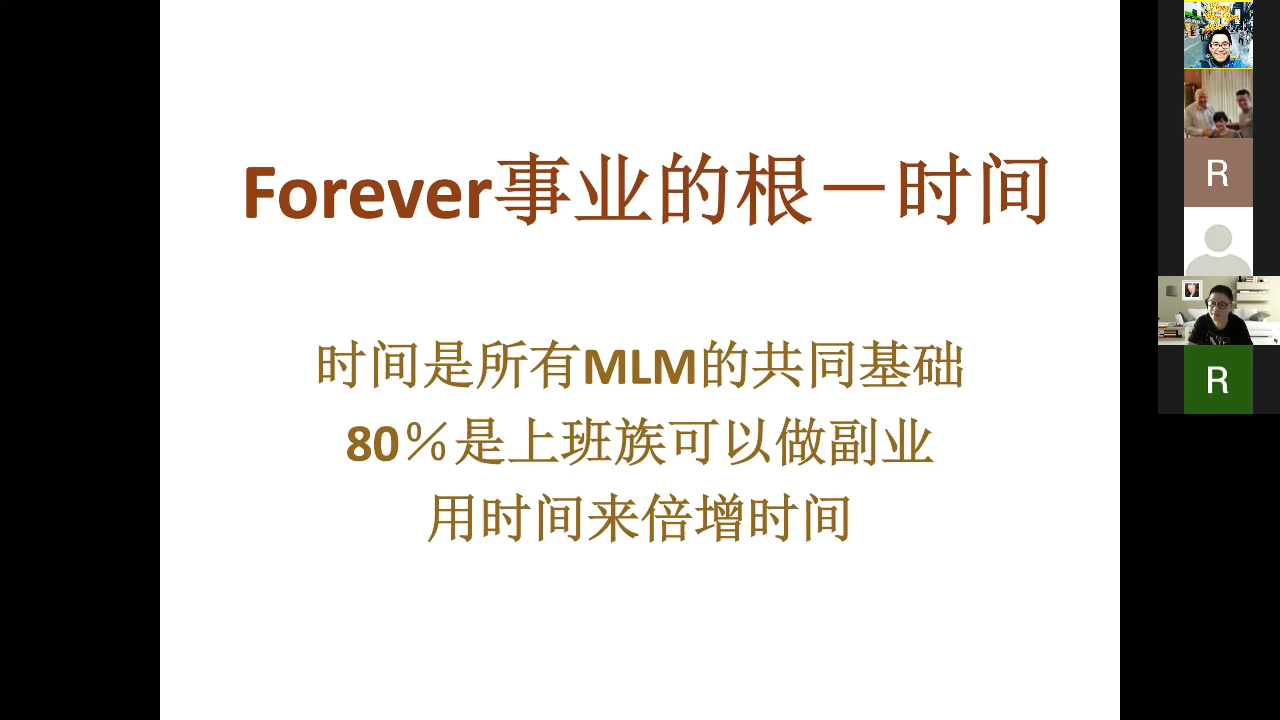 Forever事业的根－时间
时间是所有MLM的共同基础
80％是上班族可以做副业
用时间来倍增时间
R
R